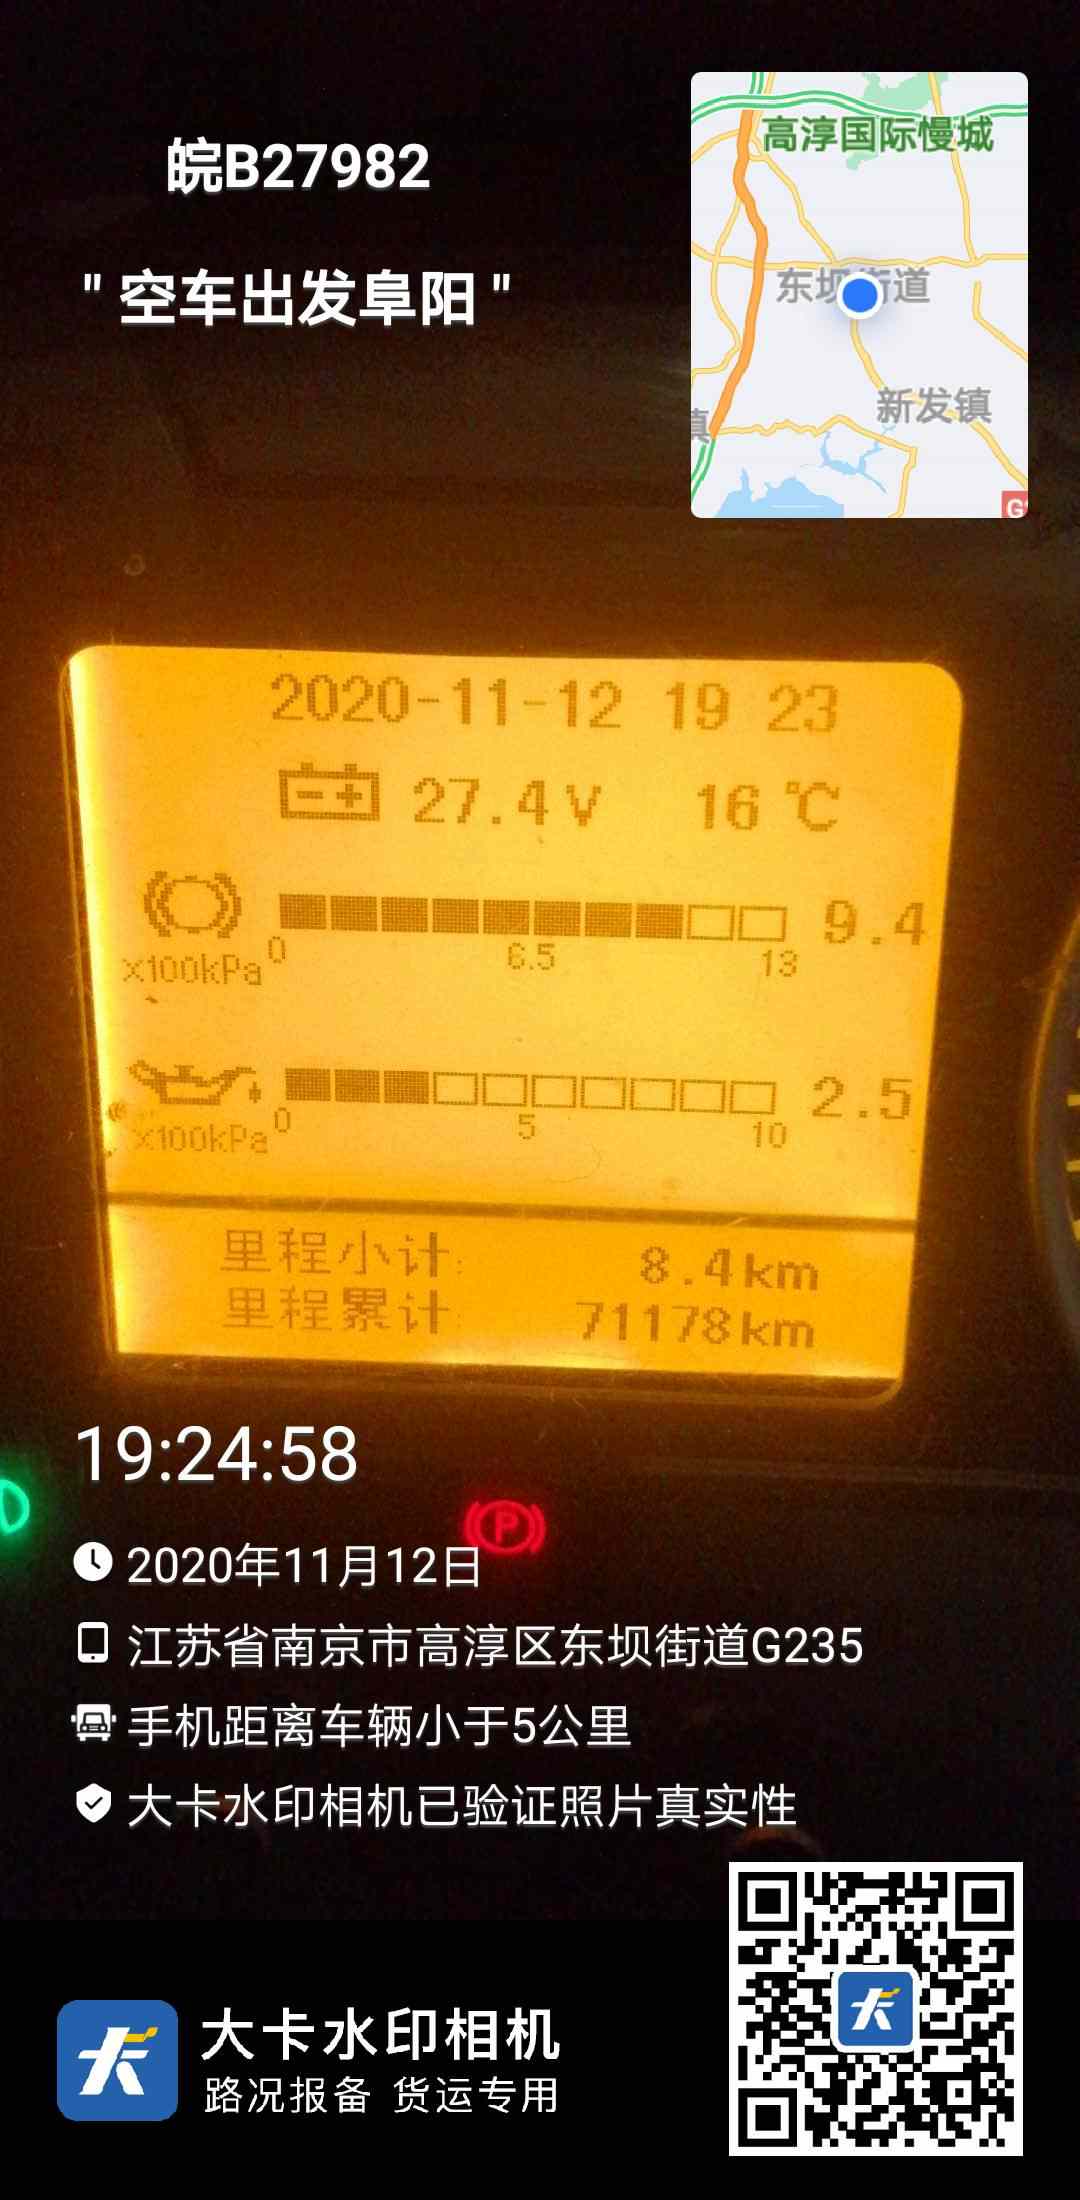 皖B27982
" 空车出发阜阳 "
高淳国际慢城
东坝街道
新发镇
镇
G
2020-11-12 19 23
27.4V 16℃
9.4
x100kPa 0 6.5 13
2.5
x100kPa 0 5 10
里程小计: 8.4km
里程累计: 71178km
19:24:58
P
2020年11月12日
江苏省南京市高淳区东坝街道G235
手机距离车辆小于5公里
大卡水印相机已验证照片真实性
大卡水印相机
路况报备 货运专用